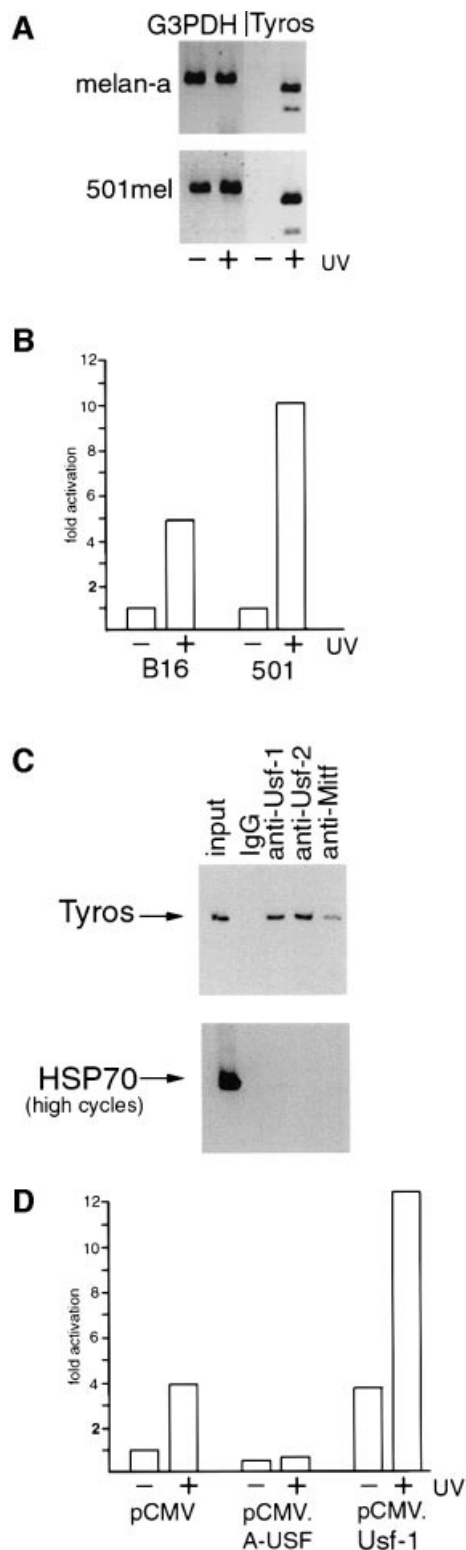 A
G3PDH | Tyros
melan-a
501mel
– + – + UV
B
fold activation
12
10
8
6
4
2
– + – + UV
B16 501
C
input
IgG
anti-Usf-1
anti-Usf-2
anti-Mitf
Tyros
HSP70
(high cycles)
D
fold activation
12
10
8
6
4
2
– + – + – + UV
pCMV pCMV. pCMV.
A-USF Usf-1